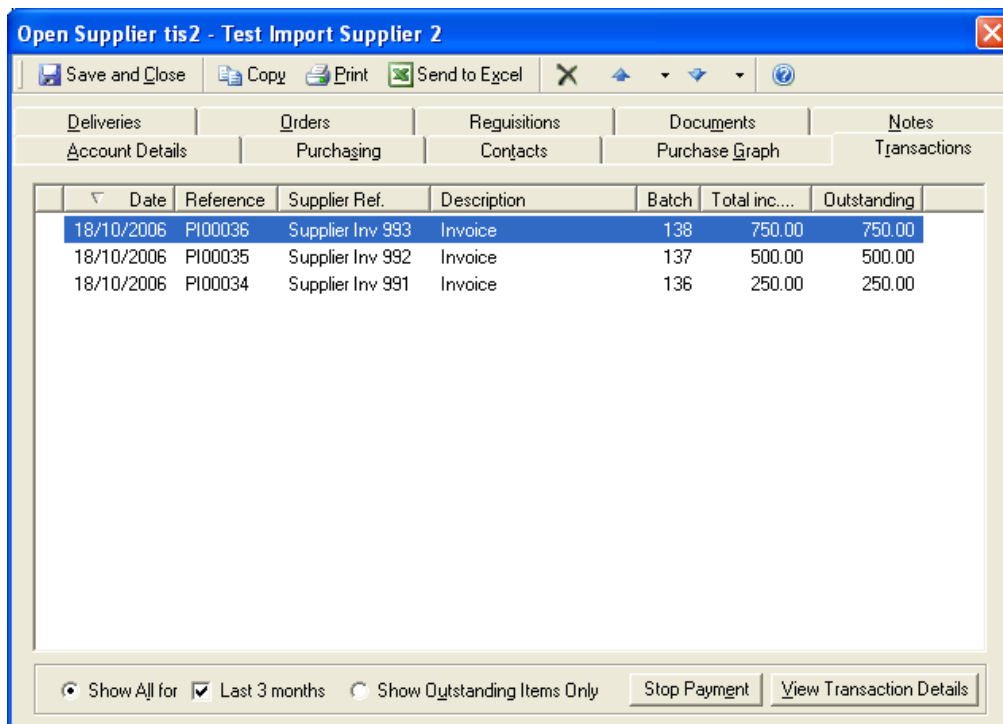 Open Supplier tis2 - Test Import Supplier 2
Save and Close Copy Print Send to Excel
Deliveries Orders Requisitions Documents Notes
Account Details Purchasing Contacts Purchase Graph Transactions
Date Reference Supplier Ref. Description Batch Total inc.... Outstanding
18/10/2006 PI00036 Supplier Inv 993 Invoice 138 750.00 750.00
18/10/2006 PI00035 Supplier Inv 992 Invoice 137 500.00 500.00
18/10/2006 PI00034 Supplier Inv 991 Invoice 136 250.00 250.00
Show All for Last 3 months Show Outstanding Items Only Stop Payment View Transaction Details